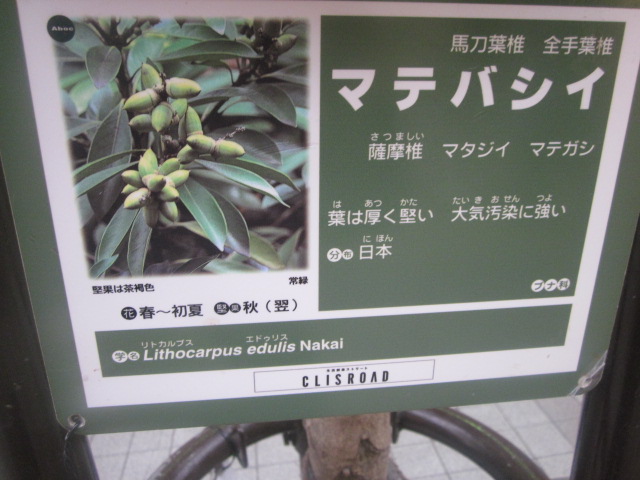 Aboc
馬刀葉椎 全手葉椎
マテバシイ
さつましい
薩摩椎 マタジイ マテガシ
は あつ かた たい き お せん つよ
葉は厚く堅い 大気汚染に強い
に ほん
分布 日本
ブナ科
堅果は茶褐色 常緑
花 春～初夏 堅果 秋(翌)
リトカルプス エドゥリス
学名 Lithocarpus edulis Nakai
CLISROAD